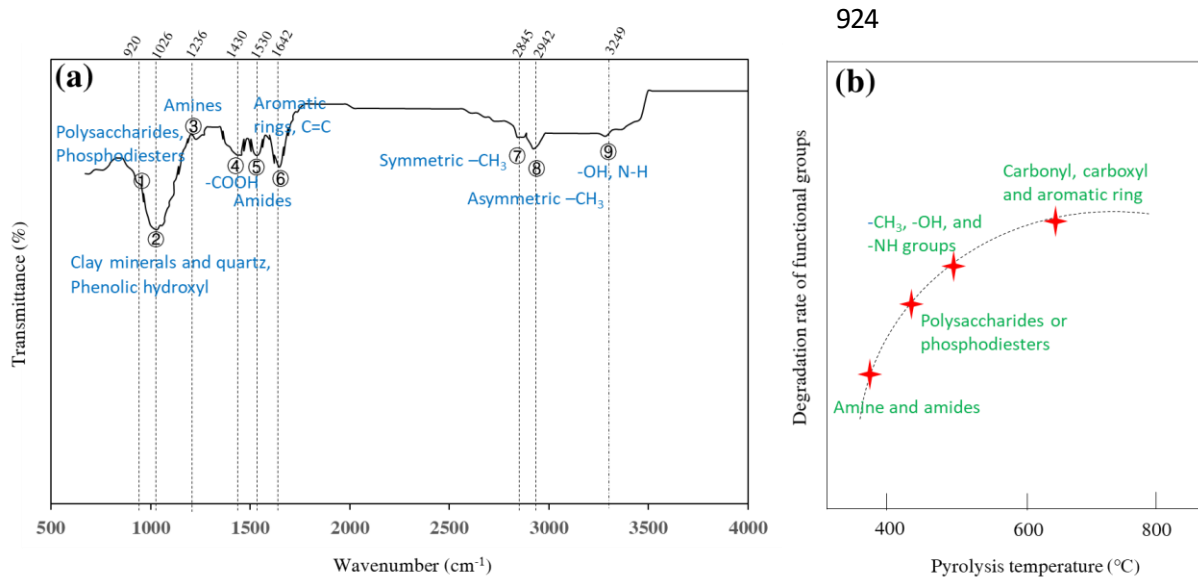 924
920
1026
1236
1430
1530
1642
2845
2942
3249
(a)
Amines
Aromatic
rings, C=C
Polysaccharides,
Phosphodiesters
③
①
④
⑤
⑥
⑦
⑧
⑨
-COOH
Amides
Symmetric –CH₃
-OH, N-H
Asymmetric –CH₃
②
Clay minerals and quartz,
Phenolic hydroxyl
Transmittance (%)
500
1000
1500
2000
2500
3000
3500
4000
Wavenumber (cm⁻¹)
(b)
Carbonyl, carboxyl
and aromatic ring
-CH₃, -OH, and
-NH groups
Polysaccharides or
phosphodiesters
Amine and amides
Degradation rate of functional groups
400
600
800
Pyrolysis temperature (°C)